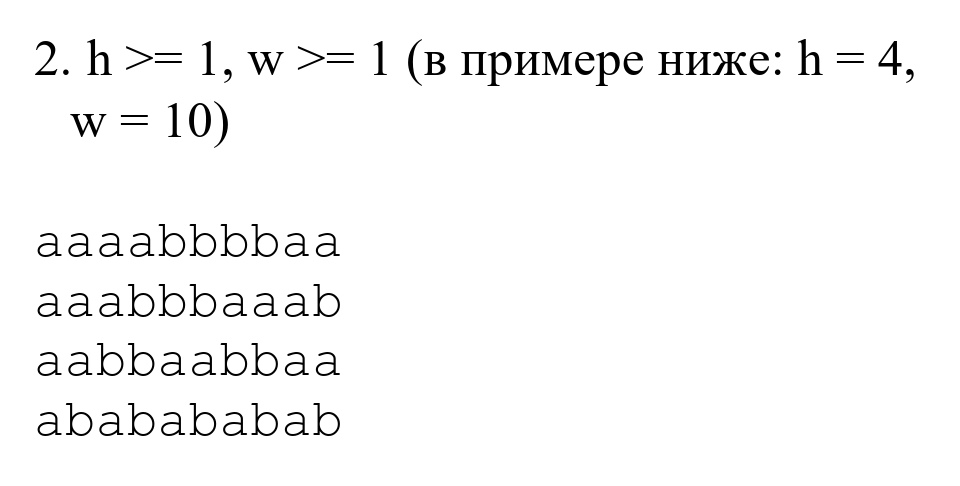 2. h >= 1, w >= 1 (в примере ниже: h = 4,
w = 10)
aaaabbbbaa
aaabbbaaab
aabbaabbaa
ababababab